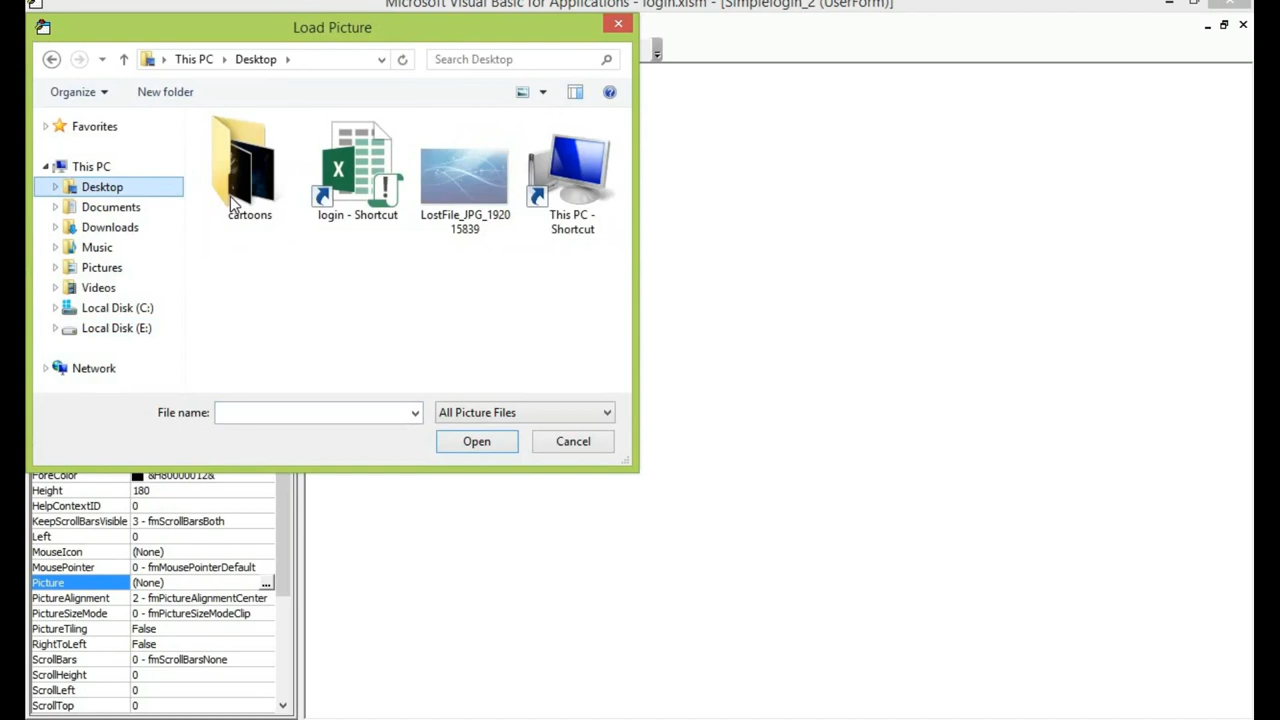 Microsoft Visual Basic for Applications - login.xlsm - [Simplelogin_2 (UserForm)]
Load Picture
This PC
Desktop
Search Desktop
Organize
New folder
Favorites
This PC
Desktop
Documents
Downloads
Music
Pictures
Videos
Local Disk (C:)
Local Disk (E:)
Network
cartoons
login - Shortcut
LostFile_JPG_1920
15839
This PC -
Shortcut
File name:
All Picture Files
Open
Cancel
ForeColor &H80000012&
Height 180
HelpContextID 0
KeepScrollBarsVisible 3 - fmScrollBarsBoth
Left 0
MouseIcon (None)
MousePointer 0 - fmMousePointerDefault
Picture (None) ...
PictureAlignment 2 - fmPictureAlignmentCenter
PictureSizeMode 0 - fmPictureSizeModeClip
PictureTiling False
RightToLeft False
ScrollBars 0 - fmScrollBarsNone
ScrollHeight 0
ScrollLeft 0
ScrollTop 0